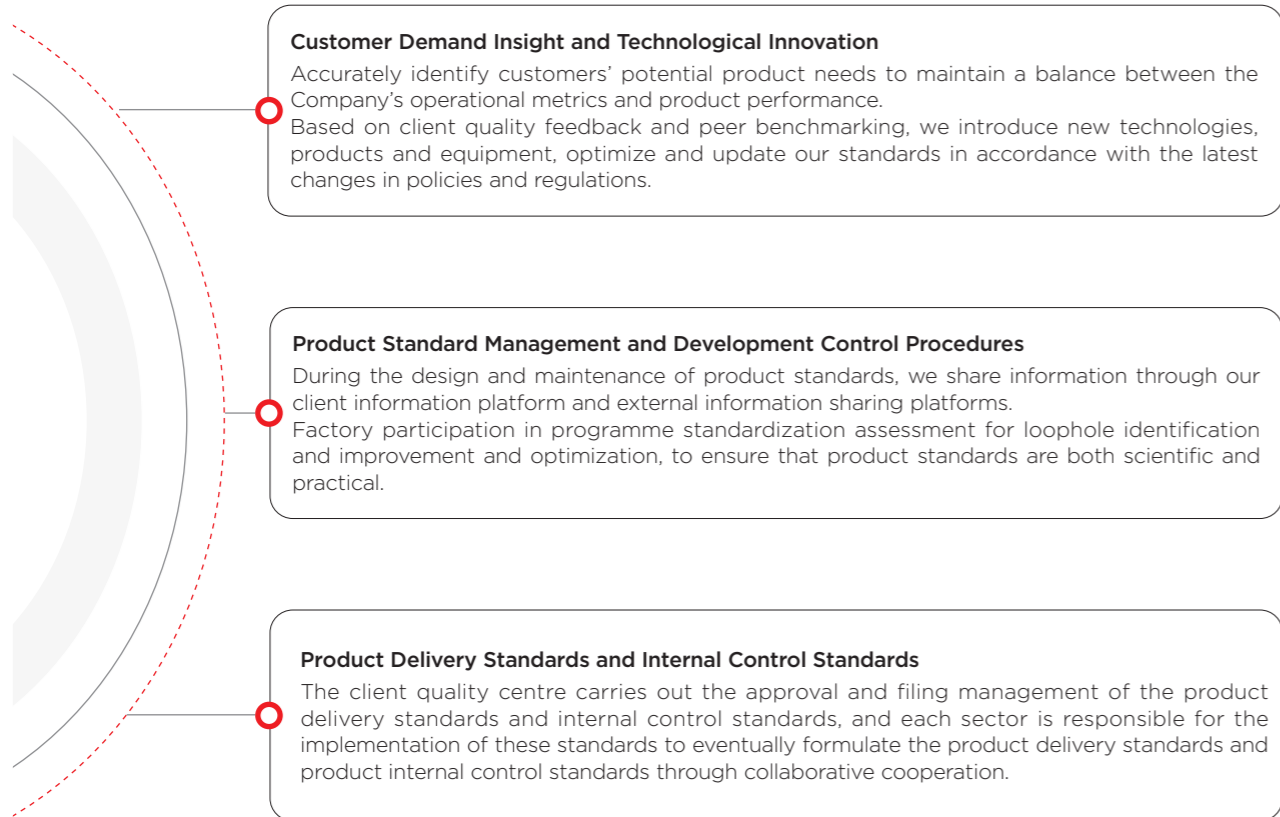 Customer Demand Insight and Technological Innovation
Accurately identify customers’ potential product needs to maintain a balance between the
Company’s operational metrics and product performance.
Based on client quality feedback and peer benchmarking, we introduce new technologies,
products and equipment, optimize and update our standards in accordance with the latest
changes in policies and regulations.
Product Standard Management and Development Control Procedures
During the design and maintenance of product standards, we share information through our
client information platform and external information sharing platforms.
Factory participation in programme standardization assessment for loophole identification
and improvement and optimization, to ensure that product standards are both scientific and
practical.
Product Delivery Standards and Internal Control Standards
The client quality centre carries out the approval and filing management of the product
delivery standards and internal control standards, and each sector is responsible for the
implementation of these standards to eventually formulate the product delivery standards and
product internal control standards through collaborative cooperation.